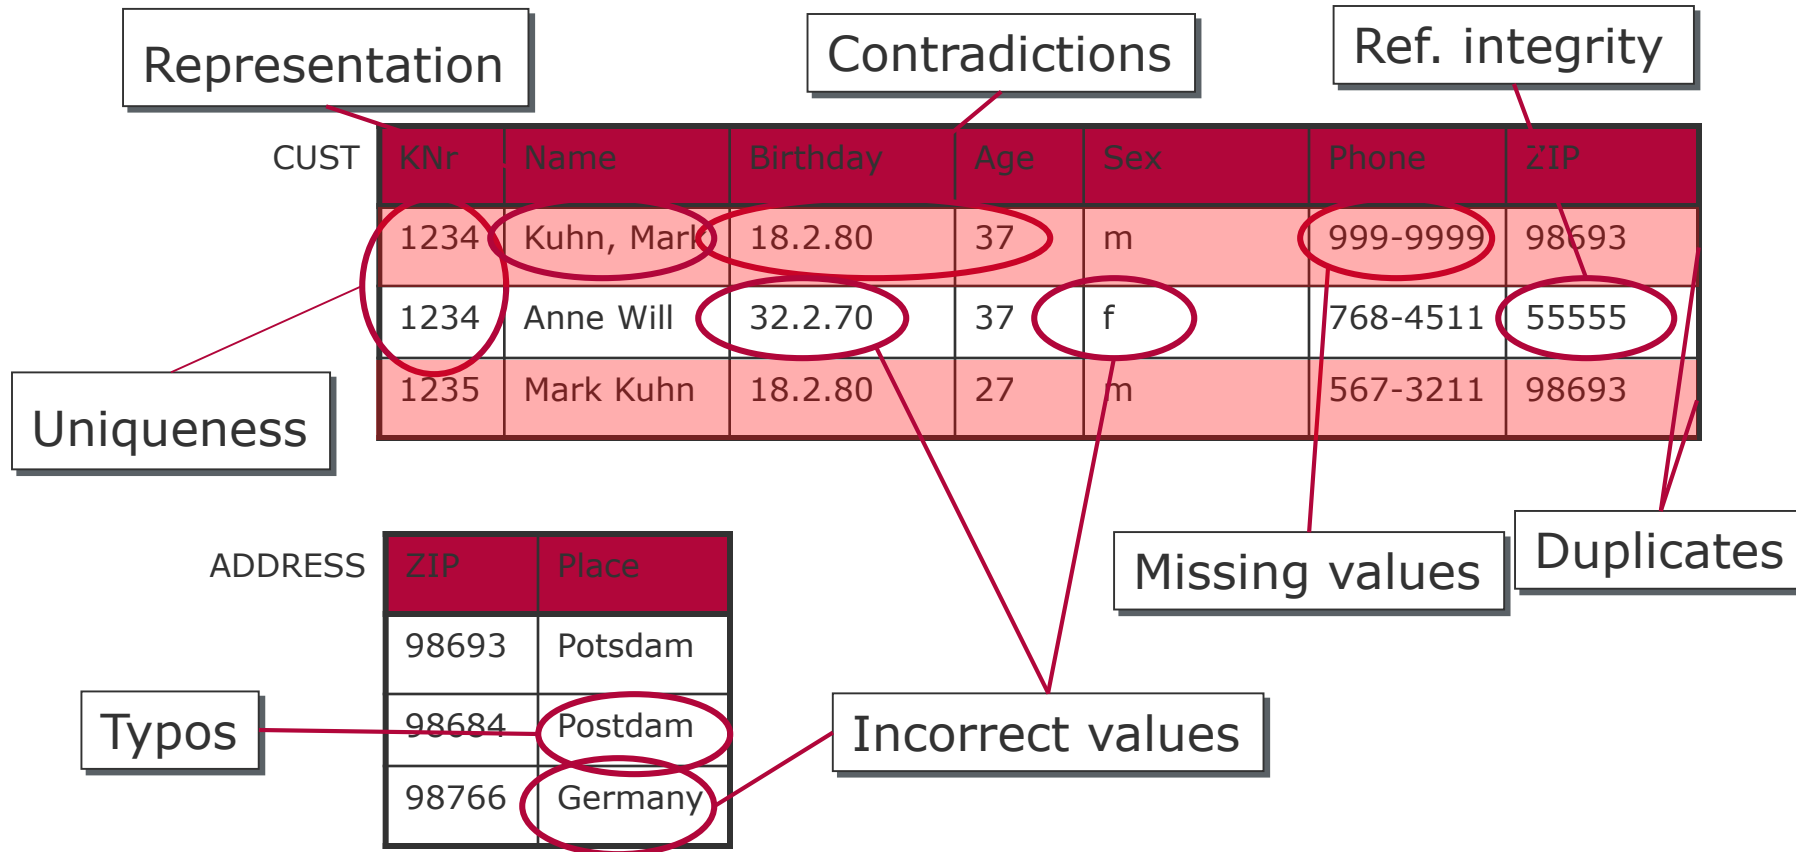 Representation
Contradictions
Ref. integrity
CUST
KNr Name Birthday Age Sex Phone ZIP
1234 Kuhn, Mark 18.2.80 37 m 999-9999 98693
1234 Anne Will 32.2.70 37 f 768-4511 55555
1235 Mark Kuhn 18.2.80 27 m 567-3211 98693
Uniqueness
Missing values
Duplicates
ADDRESS
ZIP Place
98693 Potsdam
98684 Postdam
98766 Germany
Typos
Incorrect values